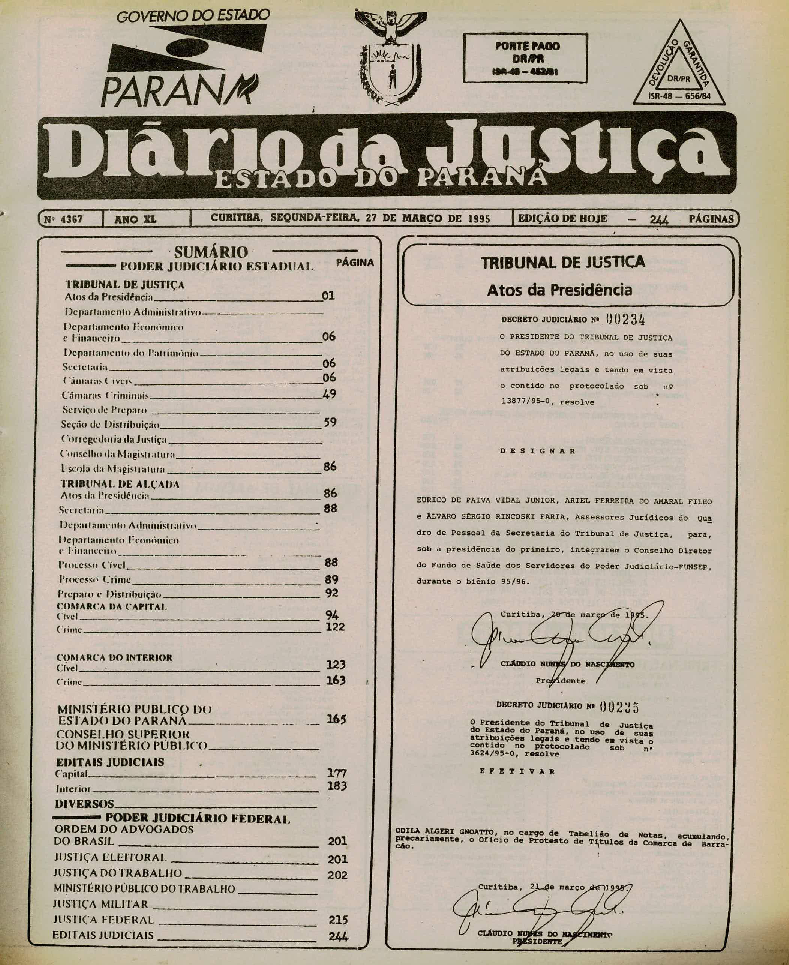 GOVERNO DO ESTADO
PARANÁ
PORTE PAGO
DR/PR
ISR-48 - 452/81
DEVOLUÇÃO GARANTIDA
DR/PR
ISR-48 — 656/84
Diário da Justiça
ESTADO DO PARANÁ
Nº 4367 ANO XL CURITIBA, SEGUNDA-FEIRA, 27 DE MARÇO DE 1995 EDIÇÃO DE HOJE - 244 PÁGINAS
SUMÁRIO
PODER JUDICIÁRIO ESTADUAL PÁGINA
TRIBUNAL DE JUSTIÇA
Atos da Presidência 01
Departamento Administrativo
Departamento Econômico
e Financeiro 06
Departamento do Patrimônio
Secretaria 06
Câmaras Cíveis 06
Câmaras Criminais 49
Serviço de Preparo
Seção de Distribuição 59
Corregedoria da Justiça
Conselho da Magistratura
Escola da Magistratura 86
TRIBUNAL DE ALÇADA
Atos da Presidência 86
Secretaria 88
Departamento Administrativo
Departamento Econômico
e Financeiro
Processo Cível 88
Processo Crime 89
Preparo e Distribuição 92
COMARCA DA CAPITAL
Cível 94
Crime 122
COMARCA DO INTERIOR
Cível 123
Crime 163
MINISTÉRIO PÚBLICO DO
ESTADO DO PARANÁ 165
CONSELHO SUPERIOR
DO MINISTÉRIO PÚBLICO
EDITAIS JUDICIAIS
Capital 177
Interior 183
DIVERSOS
PODER JUDICIÁRIO FEDERAL
ORDEM DO ADVOGADOS
DO BRASIL 201
JUSTIÇA ELEITORAL 201
JUSTIÇA DO TRABALHO 202
MINISTÉRIO PÚBLICO DO TRABALHO
JUSTIÇA MILITAR
JUSTIÇA FEDERAL 215
EDITAIS JUDICIAIS 244
TRIBUNAL DE JUSTIÇA
Atos da Presidência
DECRETO JUDICIÁRIO Nº 00234
O PRESIDENTE DO TRIBUNAL DE JUSTIÇA
DO ESTADO DO PARANÁ, no uso de suas
atribuições legais e tendo em vista
o contido no protocolado sob nº
13877/95-0, resolve
D E S I G N A R
EURICO DE PAIVA VIDAL JUNIOR, ARIEL FERREIRA DO AMARAL FILHO
e ÁLVARO SÉRGIO RINCOSKI FARIA, Assessores Jurídicos do Qua
dro de Pessoal da Secretaria do Tribunal de Justiça, para,
sob a presidência do primeiro, integrarem o Conselho Diretor
do Fundo de Saúde dos Servidores do Poder Judiciário-FUNSEP,
durante o biênio 95/96.
Curitiba, 20 de março de 1995.
CLÁUDIO NUNES DO NASCIMENTO
Presidente
DECRETO JUDICIÁRIO Nº 00235
O Presidente do Tribunal de Justiça
do Estado do Paraná, no uso de suas
atribuições legais e tendo em vista o
contido no protocolado sob nº
3624/95-0, resolve
E F E T I V A R
ODILA ALGERI GNOATTO, no cargo de Tabelião de Notas, acumulando,
precariamente, o Ofício de Protesto de Títulos da Comarca de Barra-
cão.
Curitiba, 21 de março de 1995.
CLÁUDIO NUNES DO NASCIMENTO
PRESIDENTE